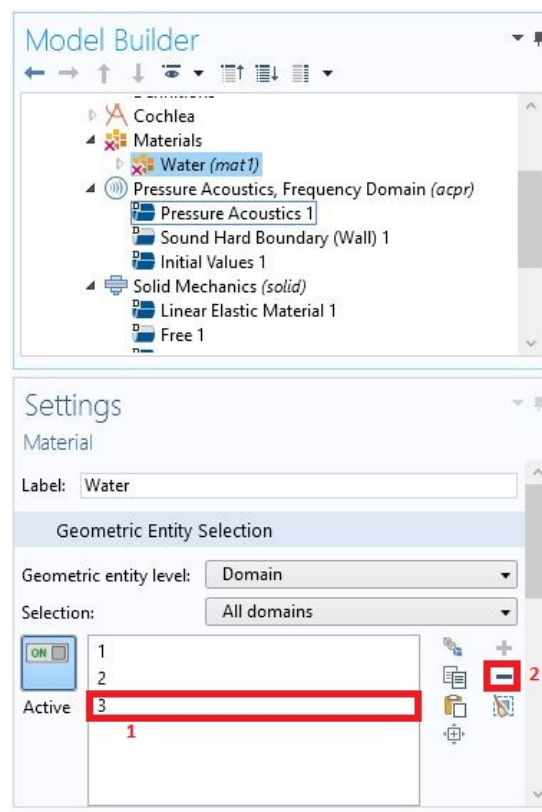 Model Builder
Cochlea
Materials
Water (mat1)
Pressure Acoustics, Frequency Domain (acpr)
Pressure Acoustics 1
Sound Hard Boundary (Wall) 1
Initial Values 1
Solid Mechanics (solid)
Linear Elastic Material 1
Free 1
Settings
Material
Label: Water
Geometric Entity Selection
Geometric entity level: Domain
Selection: All domains
ON
1
2
2
Active 3
1